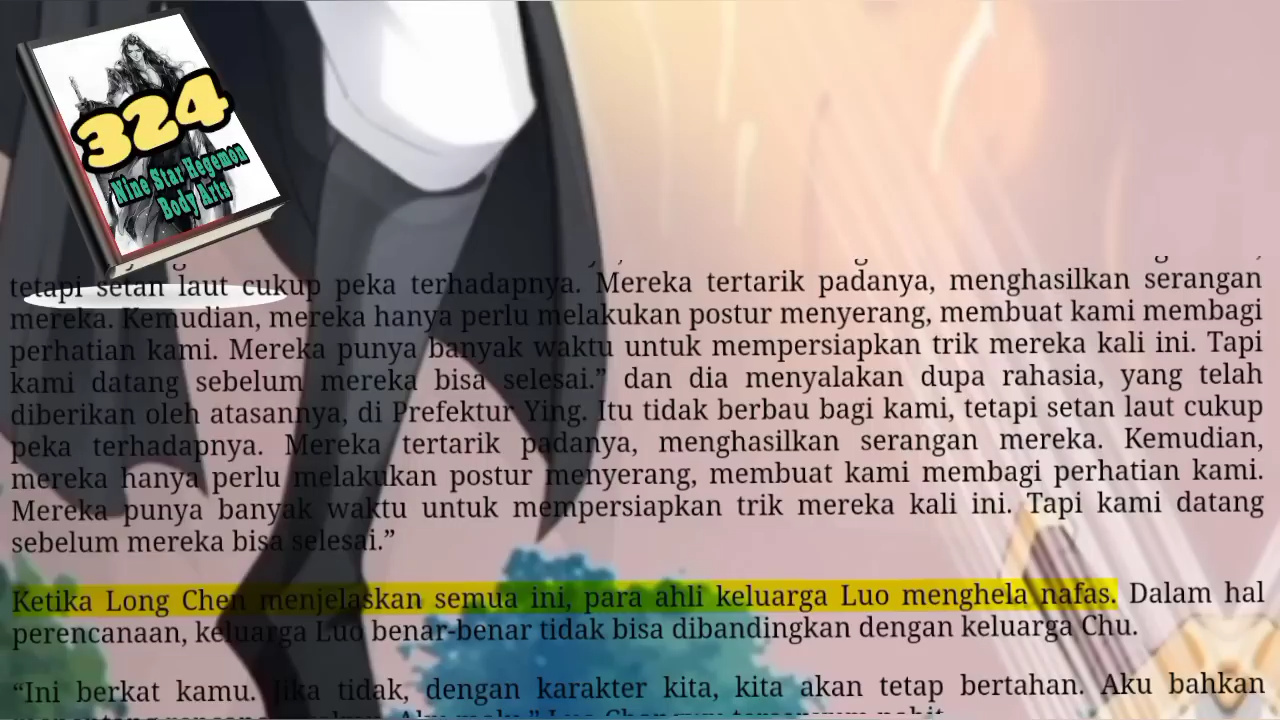 324
Nine Star Hegemon
Body Arts
tetapi setan laut cukup peka terhadapnya. Mereka tertarik padanya, menghasilkan serangan
mereka. Kemudian, mereka hanya perlu melakukan postur menyerang, membuat kami membagi
perhatian kami. Mereka punya banyak waktu untuk mempersiapkan trik mereka kali ini. Tapi
kami datang sebelum mereka bisa selesai.” dan dia menyalakan dupa rahasia, yang telah
diberikan oleh atasannya, di Prefektur Ying. Itu tidak berbau bagi kami, tetapi setan laut cukup
peka terhadapnya. Mereka tertarik padanya, menghasilkan serangan mereka. Kemudian,
mereka hanya perlu melakukan postur menyerang, membuat kami membagi perhatian kami.
Mereka punya banyak waktu untuk mempersiapkan trik mereka kali ini. Tapi kami datang
sebelum mereka bisa selesai.”
Ketika Long Chen menjelaskan semua ini, para ahli keluarga Luo menghela nafas. Dalam hal
perencanaan, keluarga Luo benar-benar tidak bisa dibandingkan dengan keluarga Chu.
“Ini berkat kamu. Jika tidak, dengan karakter kita, kita akan tetap bertahan. Aku bahkan